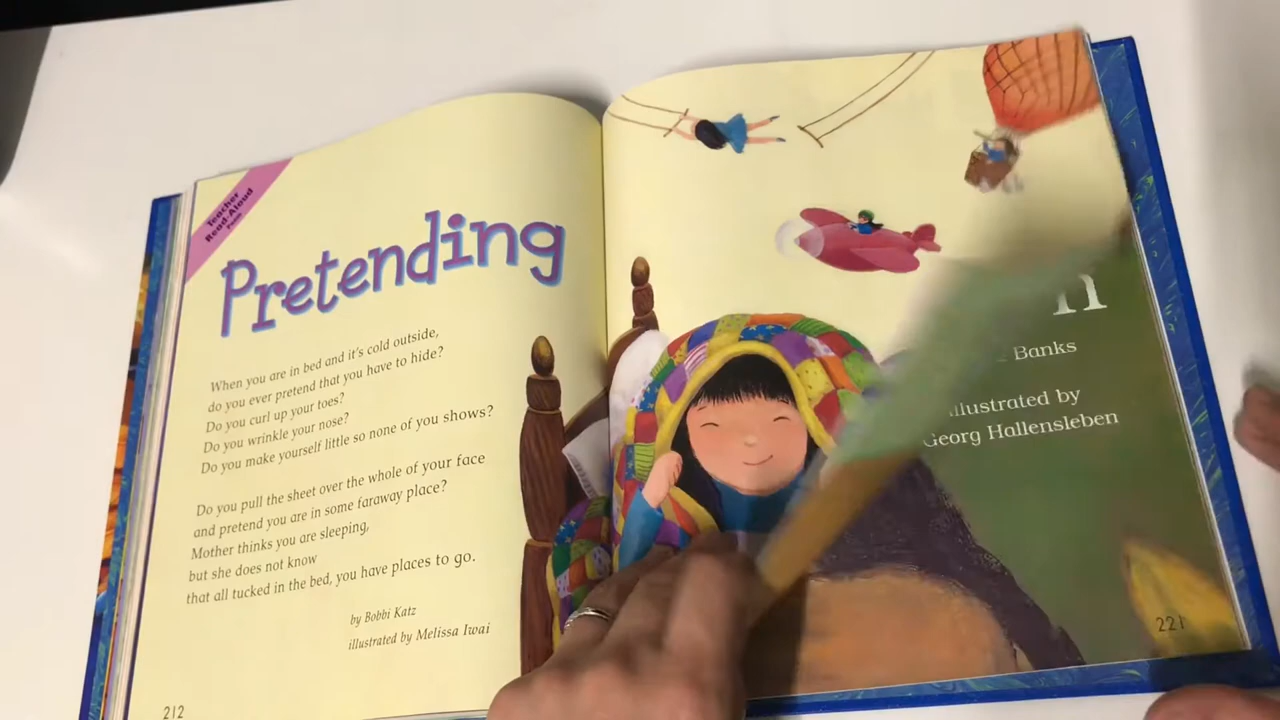 Teacher
Read-Aloud
Poem
Pretending
When you are in bed and it's cold outside,
do you ever pretend that you have to hide?
Do you curl up your toes?
Do you wrinkle your nose?
Do you make yourself little so none of you shows?
Do you pull the sheet over the whole of your face
and pretend you are in some faraway place?
Mother thinks you are sleeping,
but she does not know
that all tucked in the bed, you have places to go.
by Bobbi Katz
illustrated by Melissa Iwai
212
Banks
illustrated by
Georg Hallensleben
221